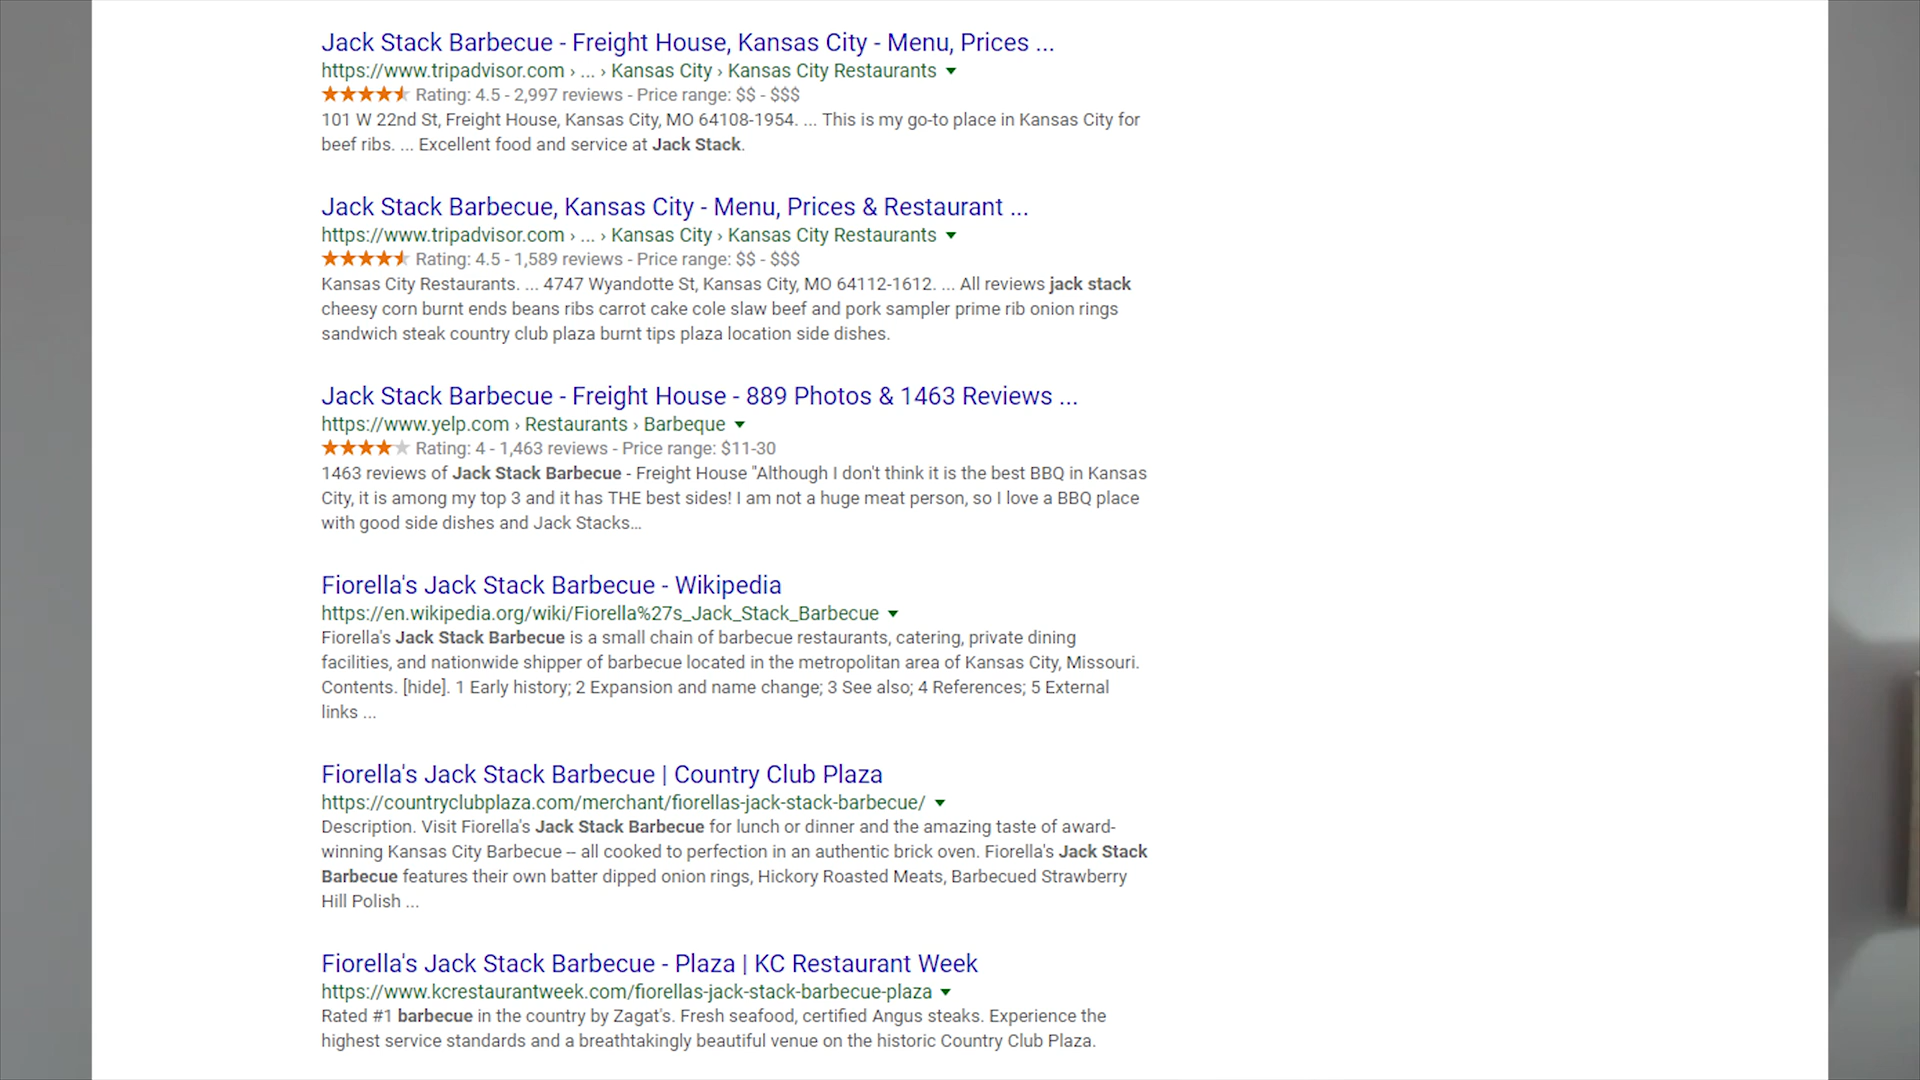 Jack Stack Barbecue - Freight House, Kansas City - Menu, Prices ...
https://www.tripadvisor.com › ... › Kansas City › Kansas City Restaurants
Rating: 4.5 - 2,997 reviews - Price range: $$ - $$$
101 W 22nd St, Freight House, Kansas City, MO 64108-1954. ... This is my go-to place in Kansas City for
beef ribs. ... Excellent food and service at Jack Stack.
Jack Stack Barbecue, Kansas City - Menu, Prices & Restaurant ...
https://www.tripadvisor.com › ... › Kansas City › Kansas City Restaurants
Rating: 4.5 - 1,589 reviews - Price range: $$ - $$$
Kansas City Restaurants. ... 4747 Wyandotte St, Kansas City, MO 64112-1612. ... All reviews jack stack
cheesy corn burnt ends beans ribs carrot cake cole slaw beef and pork sampler prime rib onion rings
sandwich steak country club plaza burnt tips plaza location side dishes.
Jack Stack Barbecue - Freight House - 889 Photos & 1463 Reviews ...
https://www.yelp.com › Restaurants › Barbeque
Rating: 4 - 1,463 reviews - Price range: $11-30
1463 reviews of Jack Stack Barbecue - Freight House "Although I don't think it is the best BBQ in Kansas
City, it is among my top 3 and it has THE best sides! I am not a huge meat person, so I love a BBQ place
with good side dishes and Jack Stacks...
Fiorella's Jack Stack Barbecue - Wikipedia
https://en.wikipedia.org/wiki/Fiorella%27s_Jack_Stack_Barbecue
Fiorella's Jack Stack Barbecue is a small chain of barbecue restaurants, catering, private dining
facilities, and nationwide shipper of barbecue located in the metropolitan area of Kansas City, Missouri.
Contents. [hide]. 1 Early history; 2 Expansion and name change; 3 See also; 4 References; 5 External
links ...
Fiorella's Jack Stack Barbecue | Country Club Plaza
https://countryclubplaza.com/merchant/fiorellas-jack-stack-barbecue/
Description. Visit Fiorella's Jack Stack Barbecue for lunch or dinner and the amazing taste of award-
winning Kansas City Barbecue – all cooked to perfection in an authentic brick oven. Fiorella's Jack Stack
Barbecue features their own batter dipped onion rings, Hickory Roasted Meats, Barbecued Strawberry
Hill Polish ...
Fiorella's Jack Stack Barbecue - Plaza | KC Restaurant Week
https://www.kcrestaurantweek.com/fiorellas-jack-stack-barbecue-plaza
Rated #1 barbecue in the country by Zagat's. Fresh seafood, certified Angus steaks. Experience the
highest service standards and a breathtakingly beautiful venue on the historic Country Club Plaza.